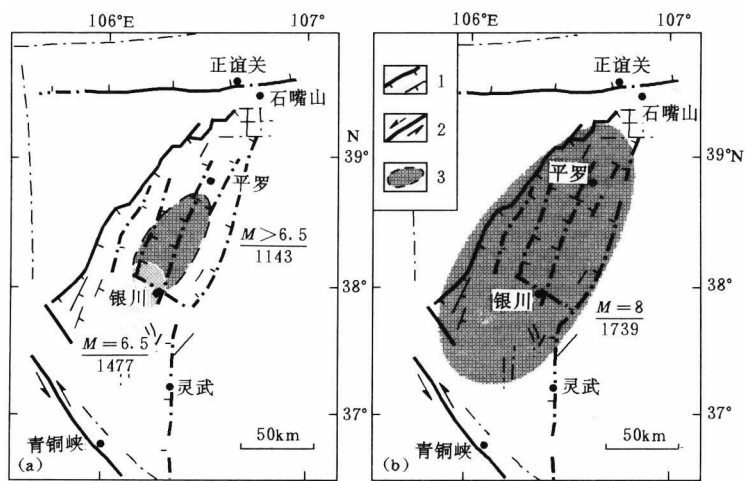 106°E
107°
正谊关
石嘴山
平罗
M＞6.5
1143
银川
M＝6.5
1477
灵武
青铜峡
50km
(a)
N
39°
38°
37°
106°E
107°
1
2
3
正谊关
石嘴山
平罗
银川
M＝8
1739
灵武
青铜峡
50km
(b)
39°N
38°
37°